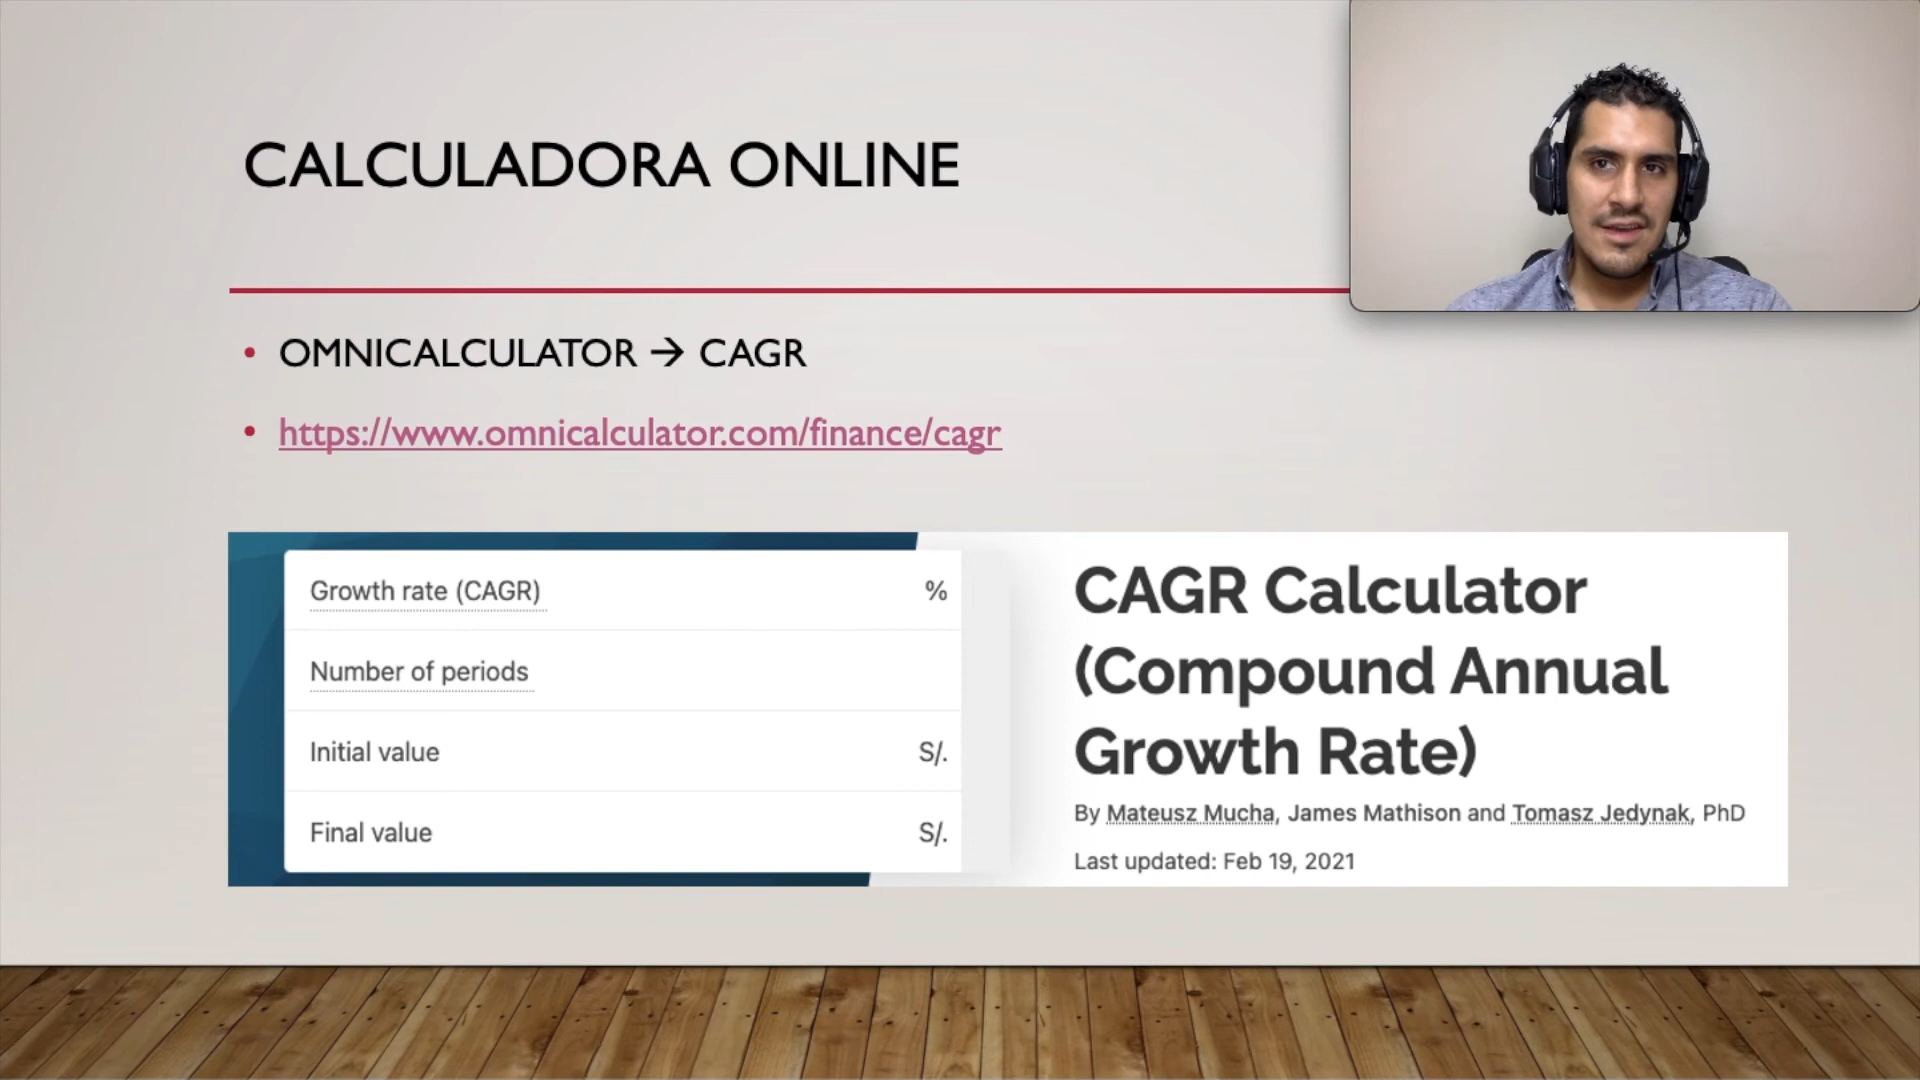 CALCULADORA ONLINE
• OMNICALCULATOR → CAGR
• https://www.omnicalculator.com/finance/cagr
Growth rate (CAGR) %
Number of periods
Initial value S/.
Final value S/.
CAGR Calculator
(Compound Annual
Growth Rate)
By Mateusz Mucha, James Mathison and Tomasz Jedynak, PhD
Last updated: Feb 19, 2021